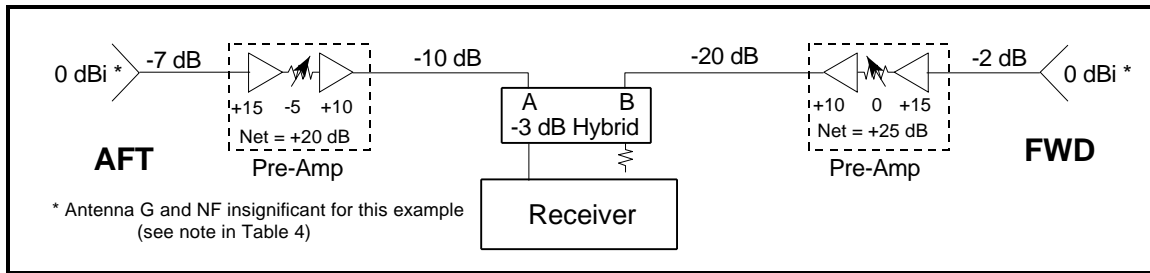 0 dBi *
-7 dB
+15 -5 +10
Net = +20 dB
Pre-Amp
AFT
-10 dB
A B
-3 dB Hybrid
Receiver
-20 dB
+10 0 +15
Net = +25 dB
Pre-Amp
-2 dB
0 dBi *
FWD
* Antenna G and NF insignificant for this example
(see note in Table 4)